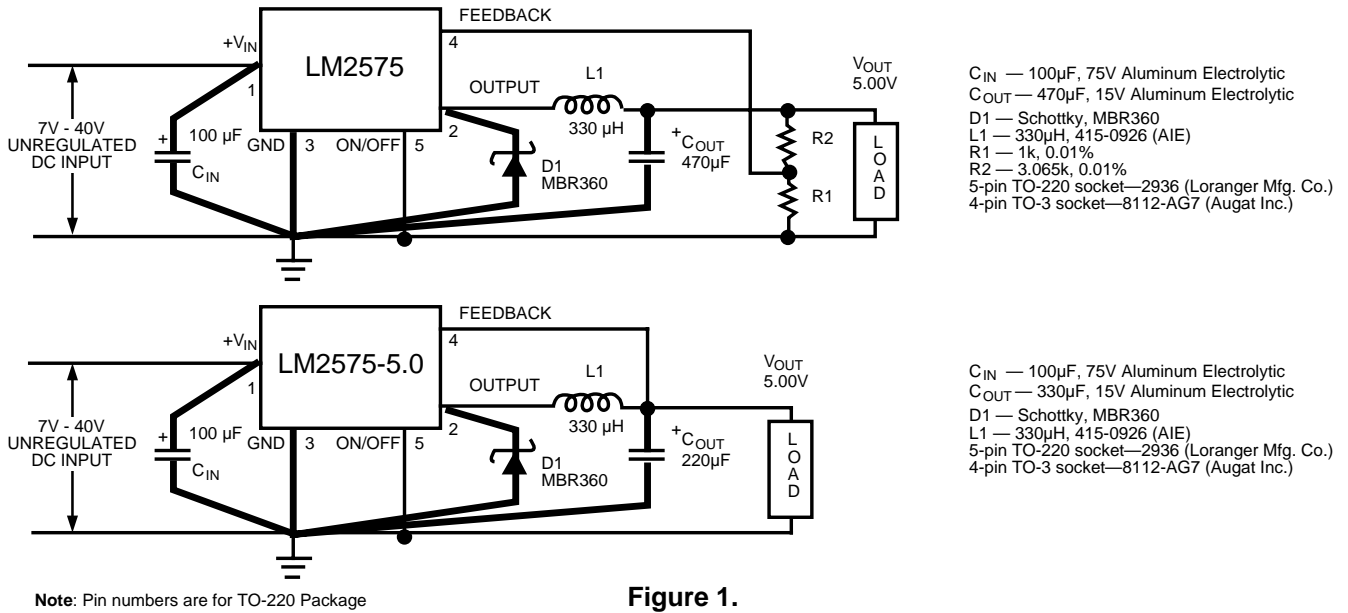 FEEDBACK
+VIN
4
LM2575
L1
VOUT
5.00V
OUTPUT
1
2
330 µH
7V - 40V
UNREGULATED
DC INPUT
+
100 µF
CIN
GND
3
ON/OFF
5
D1
MBR360
+
COUT
470µF
R2
R1
LOAD
CIN — 100µF, 75V Aluminum Electrolytic
COUT — 470µF, 15V Aluminum Electrolytic
D1 — Schottky, MBR360
L1 — 330µH, 415-0926 (AIE)
R1 — 1k, 0.01%
R2 — 3.065k, 0.01%
5-pin TO-220 socket—2936 (Loranger Mfg. Co.)
4-pin TO-3 socket—8112-AG7 (Augat Inc.)
FEEDBACK
+VIN
4
LM2575-5.0
L1
VOUT
5.00V
OUTPUT
1
2
330 µH
7V - 40V
UNREGULATED
DC INPUT
+
100 µF
CIN
GND
3
ON/OFF
5
D1
MBR360
+
COUT
220µF
LOAD
CIN — 100µF, 75V Aluminum Electrolytic
COUT — 330µF, 15V Aluminum Electrolytic
D1 — Schottky, MBR360
L1 — 330µH, 415-0926 (AIE)
5-pin TO-220 socket—2936 (Loranger Mfg. Co.)
4-pin TO-3 socket—8112-AG7 (Augat Inc.)
Note: Pin numbers are for TO-220 Package
Figure 1.